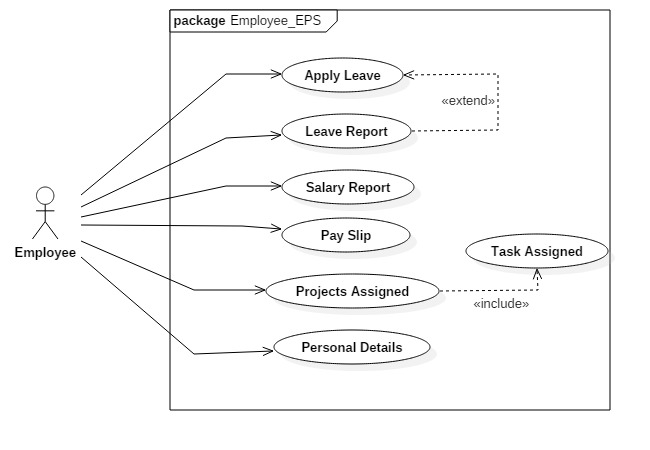 package Employee_EPS
Apply Leave
«extend»
Leave Report
Salary Report
Pay Slip
Employee
Task Assigned
Projects Assigned
«include»
Personal Details